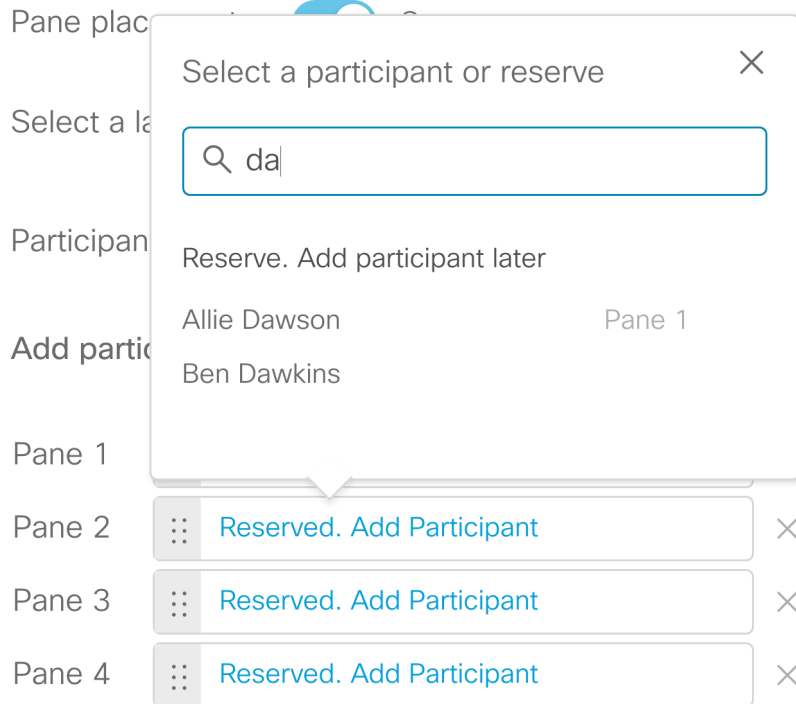 Pane plac
Select a participant or reserve
Select a la
da
Participan
Reserve. Add participant later
Allie Dawson Pane 1
Add partic
Ben Dawkins
Pane 1
Pane 2 Reserved. Add Participant
Pane 3 Reserved. Add Participant
Pane 4 Reserved. Add Participant